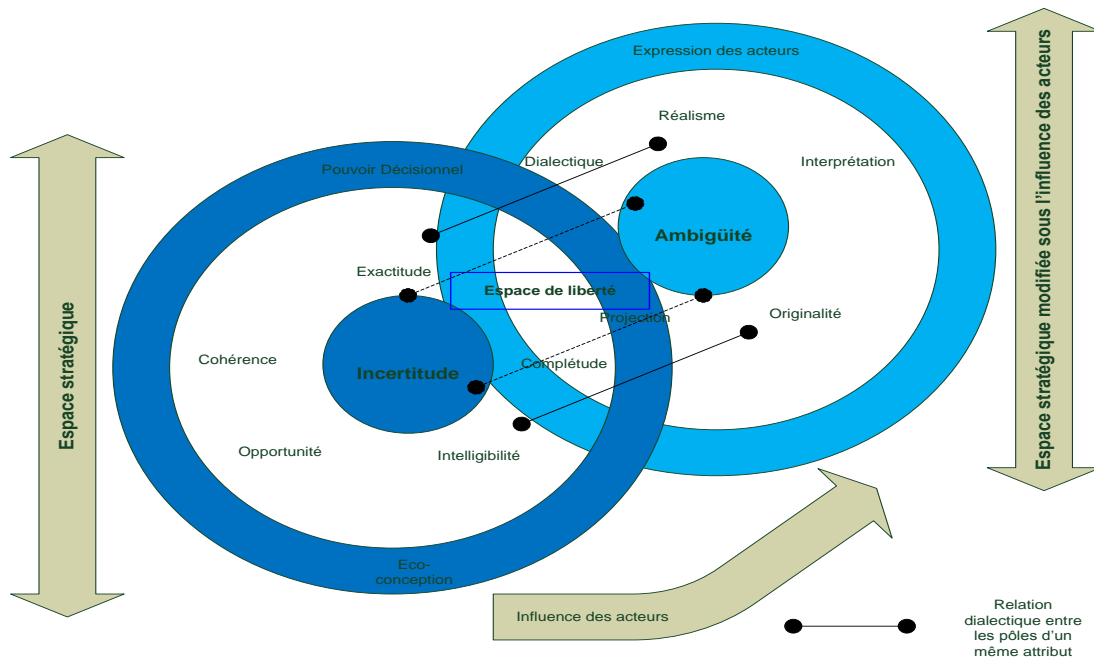 Expression des acteurs
Réalisme
Dialectique
Interprétation
Pouvoir Décisionnel
Ambigüité
Exactitude
Espace de liberté
Projection
Originalité
Cohérence
Incertitude
Complétude
Opportunité
Intelligibilité
Eco-
conception
Influence des acteurs
Espace stratégique
Espace stratégique modifiée sous l'influence des acteurs
Relation
dialectique entre
les pôles d'un
même attribut